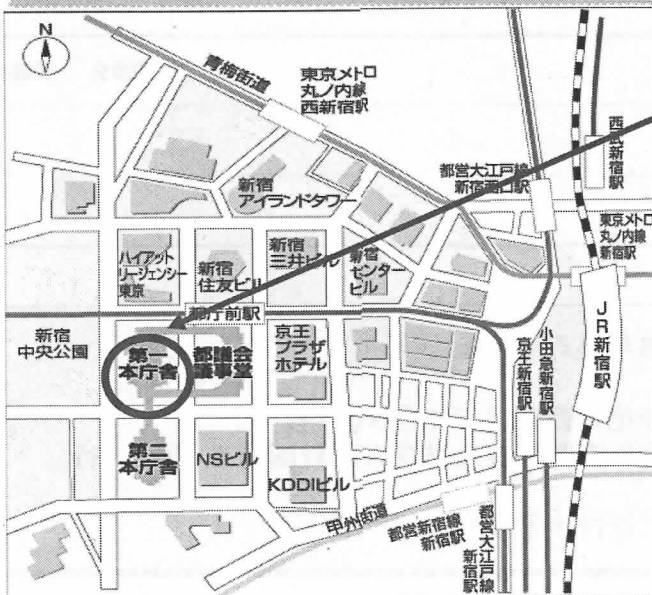 N
青梅街道
東京メトロ
丸ノ内線
西新宿駅
西武新宿駅
都営大江戸線
新宿西口駅
新宿
アイランドタワー
東京メトロ
丸ノ内線
新宿駅
ハイアット
リージェンシー
東京
新宿
住友ビル
新宿
三井ビル
新宿
センター
ビル
都庁前駅
JR新宿駅
小田急新宿駅
京王新宿駅
新宿
中央公園
第一
本庁舎
都議会
議事堂
京王
プラザ
ホテル
第二
本庁舎
NSビル
KDDIビル
甲州街道
都営新宿線
新宿駅
都営大江戸線
新宿駅